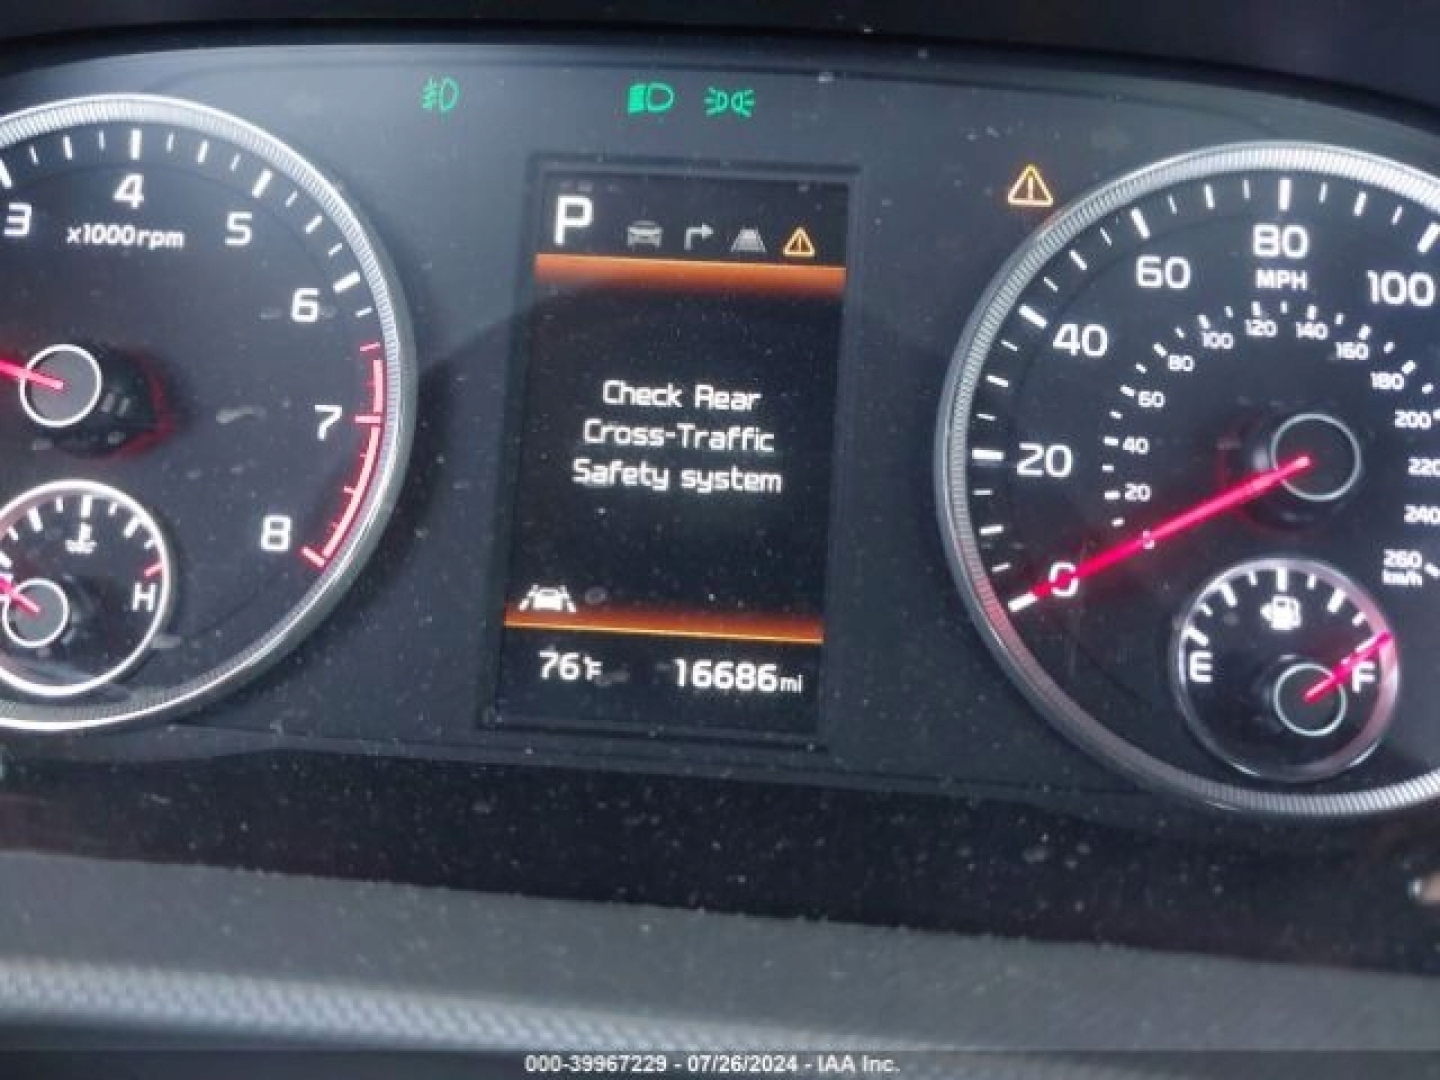 3 4 5 6 7 8
x1000rpm
H
P
Check Rear
Cross-Traffic
Safety system
76°F 16686mi
0 20 40 60 80 100
MPH
20 40 60 80 100 120 140 160 180 200 220 240 260
km/h
E F
000-39967229 - 07/26/2024 - IAA Inc.